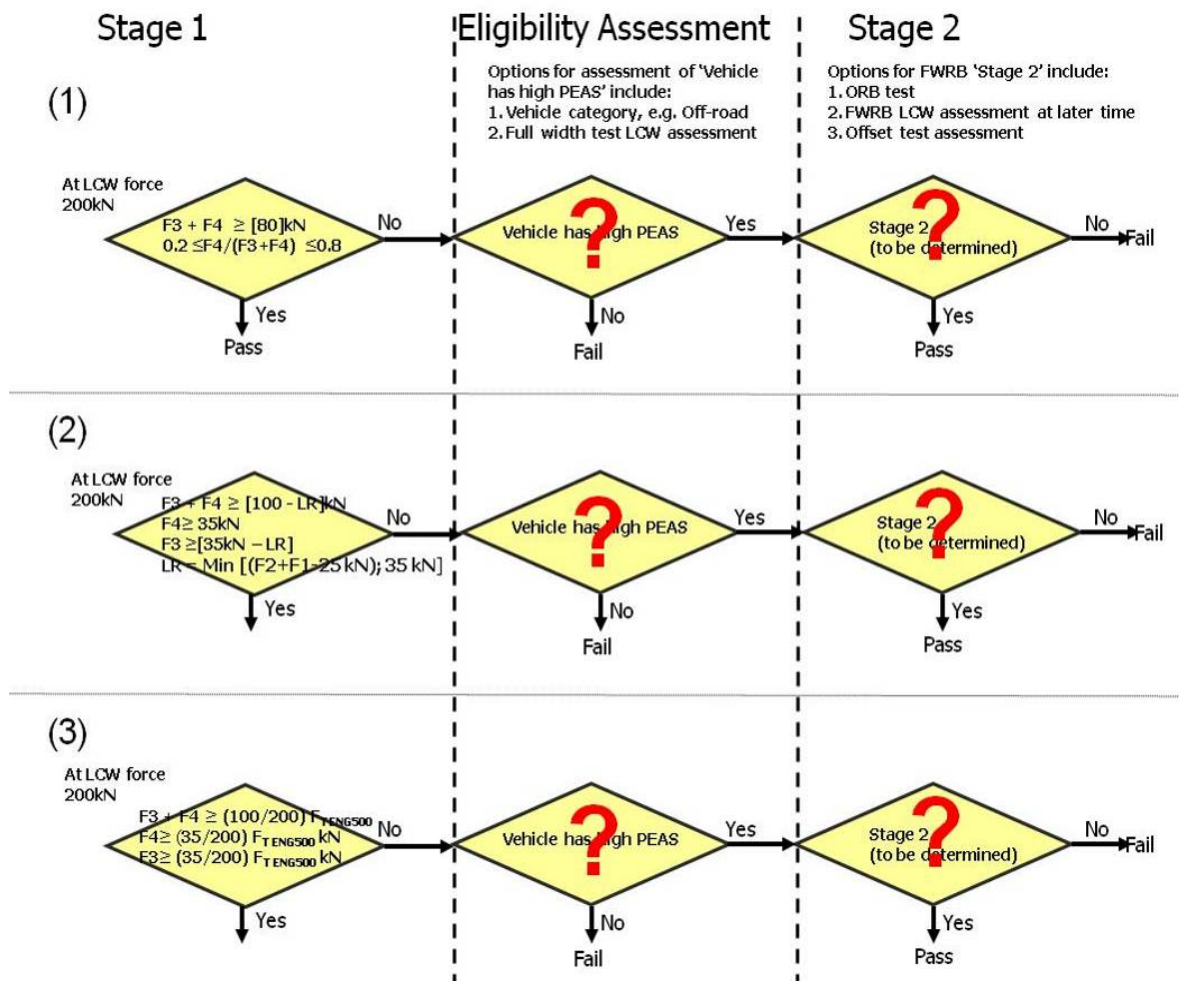 Stage 1
Eligibility Assessment
Stage 2
Options for assessment of 'Vehicle
has high PEAS' include:
1. Vehicle category, e.g. Off-road
2. Full width test LCW assessment
Options for FWRB 'Stage 2' include:
1. ORB test
2. FWRB LCW assessment at later time
3. Offset test assessment
(1)
At LCW force
200kN
F3 + F4 ≥ [80]kN
0.2 ≤F4/(F3+F4) ≤0.8
No
Yes
Pass
Vehicle has high PEAS
?
Yes
No
Fail
Stage 2
(to be determined)
?
No
Fail
Yes
Pass
(2)
At LCW force
200kN
F3 + F4 ≥ [100 - LR]kN
F4≥ 35kN
F3 ≥[35kN – LR]
LR = Min [(F2+F1-25 kN); 35 kN]
No
Yes
Vehicle has high PEAS
?
Yes
No
Fail
Stage 2
(to be determined)
?
No
Fail
Yes
Pass
(3)
At LCW force
200kN
F3 + F4 ≥ (100/200) FTENG500
F4≥ (35/200) FTENG500 kN
F3≥ (35/200) FTENG500 kN
No
Yes
Vehicle has high PEAS
?
Yes
No
Fail
Stage 2
(to be determined)
?
No
Fail
Yes
Pass